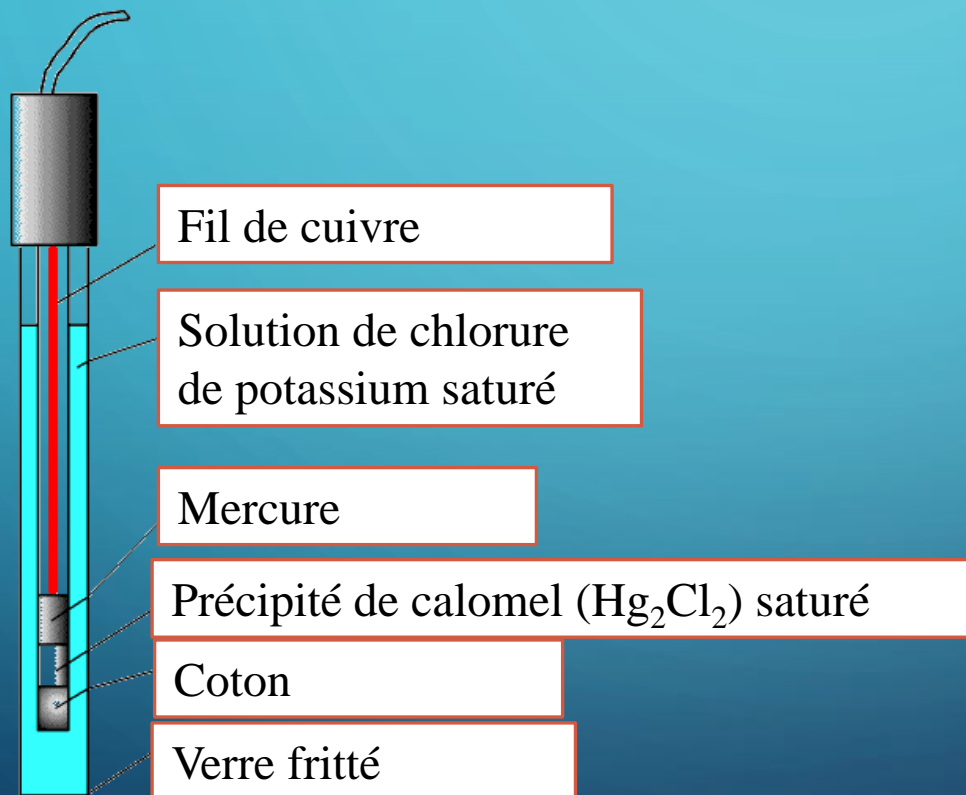 Fil de cuivre
Solution de chlorure
de potassium saturé
Mercure
Précipité de calomel (Hg₂Cl₂) saturé
Coton
Verre fritté